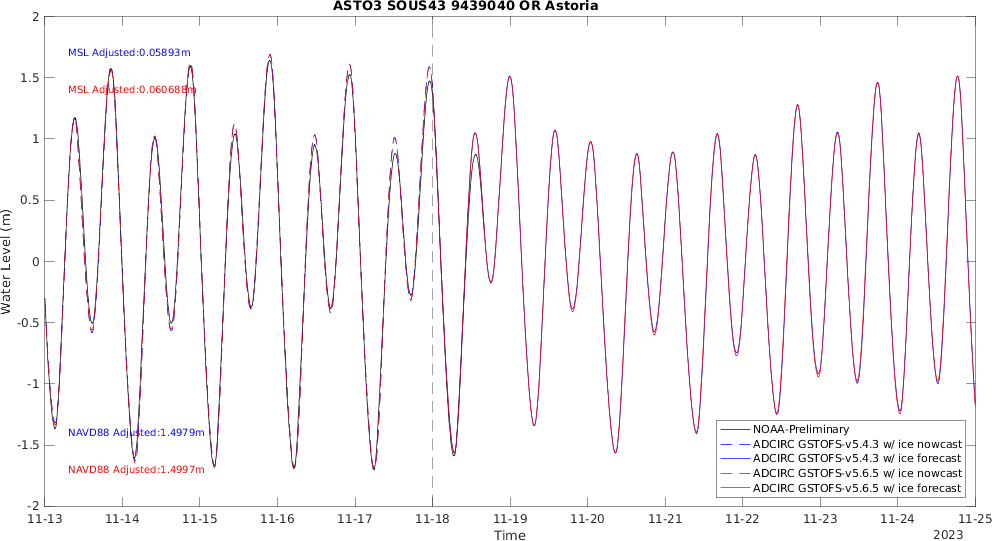 ASTO3 SOUS43 9439040 OR Astoria
2
1.5
1
0.5
0
-0.5
-1
-1.5
-2
Water Level (m)
MSL Adjusted:0.05893m
MSL Adjusted:0.060688m
NAVD88 Adjusted:1.4979m
NAVD88 Adjusted:1.4997m
NOAA-Preliminary
ADCIRC GSTOFS-v5.4.3 w/ ice nowcast
ADCIRC GSTOFS-v5.4.3 w/ ice forecast
ADCIRC GSTOFS-v5.6.5 w/ ice nowcast
ADCIRC GSTOFS-v5.6.5 w/ ice forecast
11-13 11-14 11-15 11-16 11-17 11-18 11-19 11-20 11-21 11-22 11-23 11-24 11-25
Time
2023